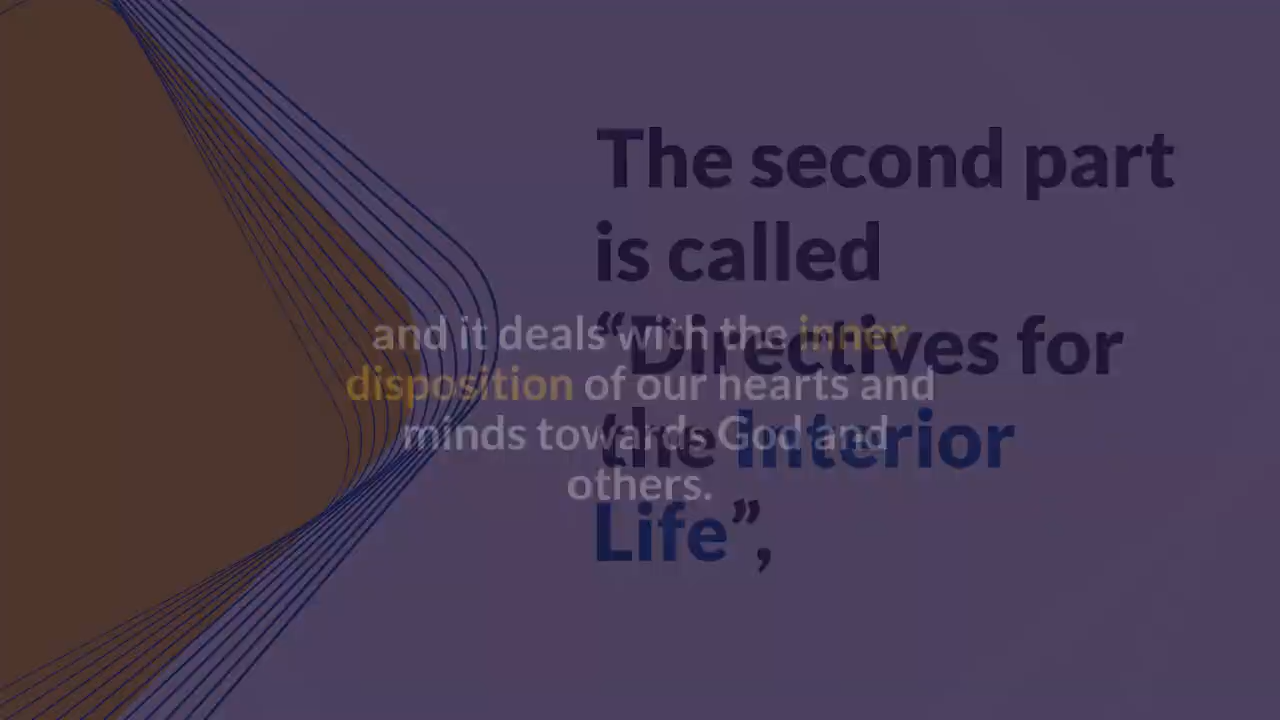 The second part
is called
“Directives for
the Interior
Life”,
and it deals with the inner
disposition of our hearts and
minds towards God and
others.